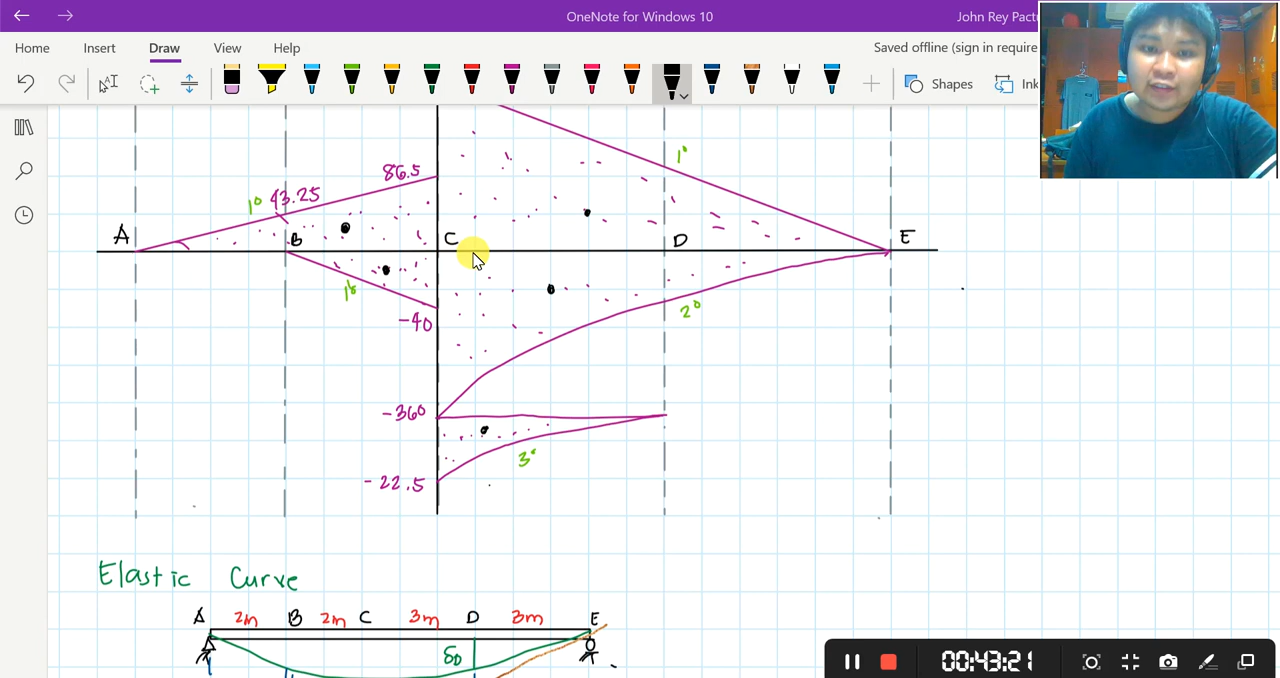 OneNote for Windows 10
John Rey Pact
Home Insert Draw View Help
Saved offline (sign in require
Shapes
Ink
1°
86.5
1° 43.25
A B C D E
1°
-40
2°
-360
3°
-22.5
Elastic Curve
A 2m B 2m C 3m D 3m E
δD
00:43:21